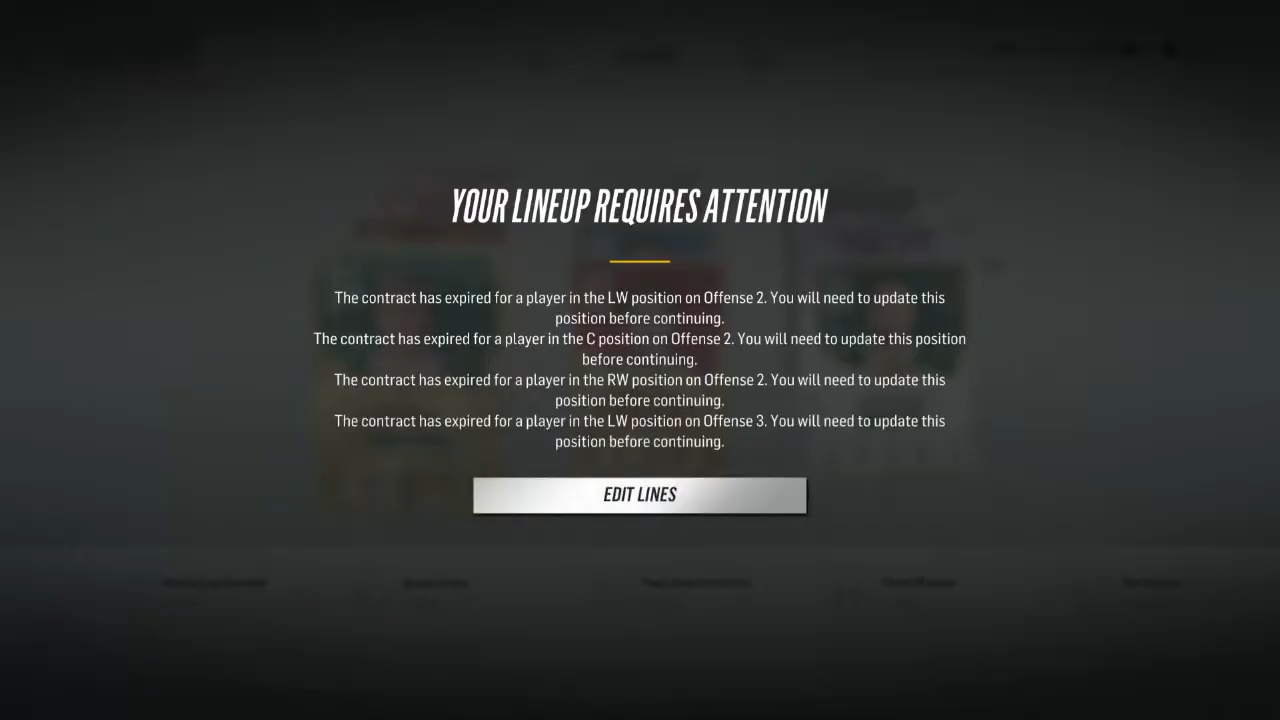 YOUR LINEUP REQUIRES ATTENTION
The contract has expired for a player in the LW position on Offense 2. You will need to update this
position before continuing.
The contract has expired for a player in the C position on Offense 2. You will need to update this position
before continuing.
The contract has expired for a player in the RW position on Offense 2. You will need to update this
position before continuing.
The contract has expired for a player in the LW position on Offense 3. You will need to update this
position before continuing.
EDIT LINES